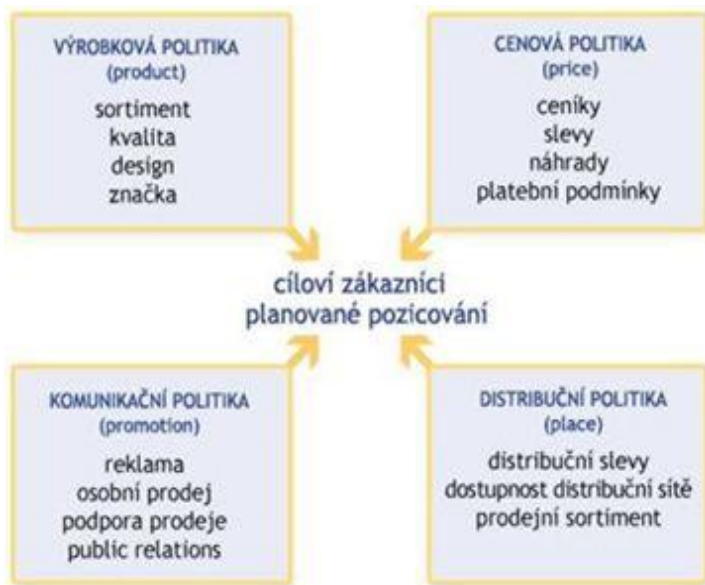 VÝROBKOVÁ POLITIKA
(product)
sortiment
kvalita
design
značka
CENOVÁ POLITIKA
(price)
ceníky
slevy
náhrady
platební podmínky
cíloví zákazníci
planované pozicování
KOMUNIKAČNÍ POLITIKA
(promotion)
reklama
osobní prodej
podpora prodeje
public relations
DISTRIBUČNÍ POLITIKA
(place)
distribuční slevy
dostupnost distribuční sítě
prodejní sortiment